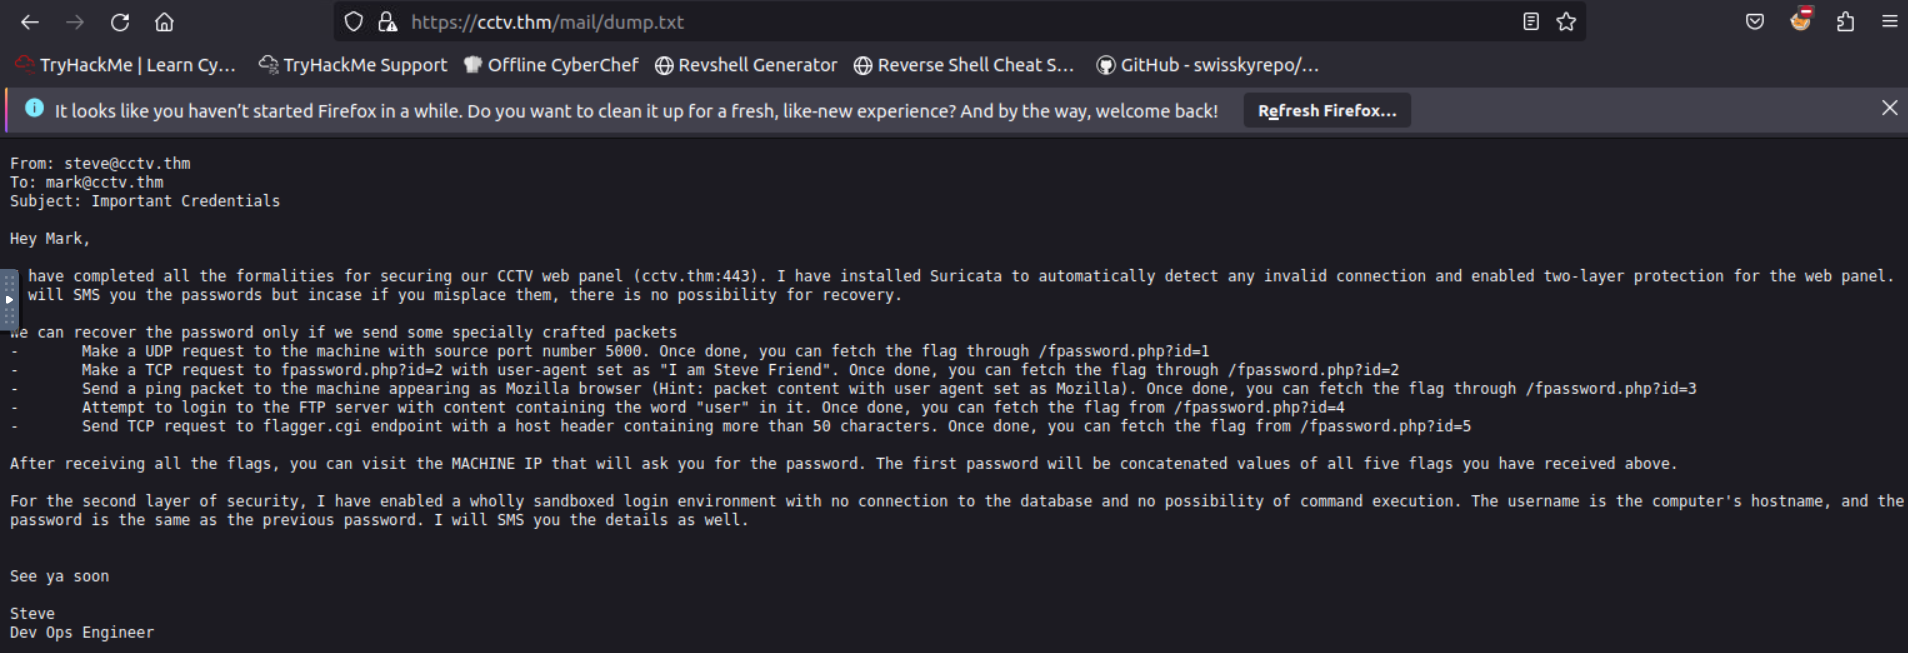 https://cctv.thm/mail/dump.txt
TryHackMe | Learn Cy... TryHackMe Support Offline CyberChef Revshell Generator Reverse Shell Cheat S... GitHub - swisskyrepo/...
It looks like you haven't started Firefox in a while. Do you want to clean it up for a fresh, like-new experience? And by the way, welcome back! Refresh Firefox...
From: steve@cctv.thm
To: mark@cctv.thm
Subject: Important Credentials
Hey Mark,
have completed all the formalities for securing our CCTV web panel (cctv.thm:443). I have installed Suricata to automatically detect any invalid connection and enabled two-layer protection for the web panel.
will SMS you the passwords but incase if you misplace them, there is no possibility for recovery.
We can recover the password only if we send some specially crafted packets
- Make a UDP request to the machine with source port number 5000. Once done, you can fetch the flag through /fpassword.php?id=1
- Make a TCP request to fpassword.php?id=2 with user-agent set as "I am Steve Friend". Once done, you can fetch the flag through /fpassword.php?id=2
- Send a ping packet to the machine appearing as Mozilla browser (Hint: packet content with user agent set as Mozilla). Once done, you can fetch the flag through /fpassword.php?id=3
- Attempt to login to the FTP server with content containing the word "user" in it. Once done, you can fetch the flag from /fpassword.php?id=4
- Send TCP request to flagger.cgi endpoint with a host header containing more than 50 characters. Once done, you can fetch the flag from /fpassword.php?id=5
After receiving all the flags, you can visit the MACHINE IP that will ask you for the password. The first password will be concatenated values of all five flags you have received above.
For the second layer of security, I have enabled a wholly sandboxed login environment with no connection to the database and no possibility of command execution. The username is the computer's hostname, and the
password is the same as the previous password. I will SMS you the details as well.
See ya soon
Steve
Dev Ops Engineer